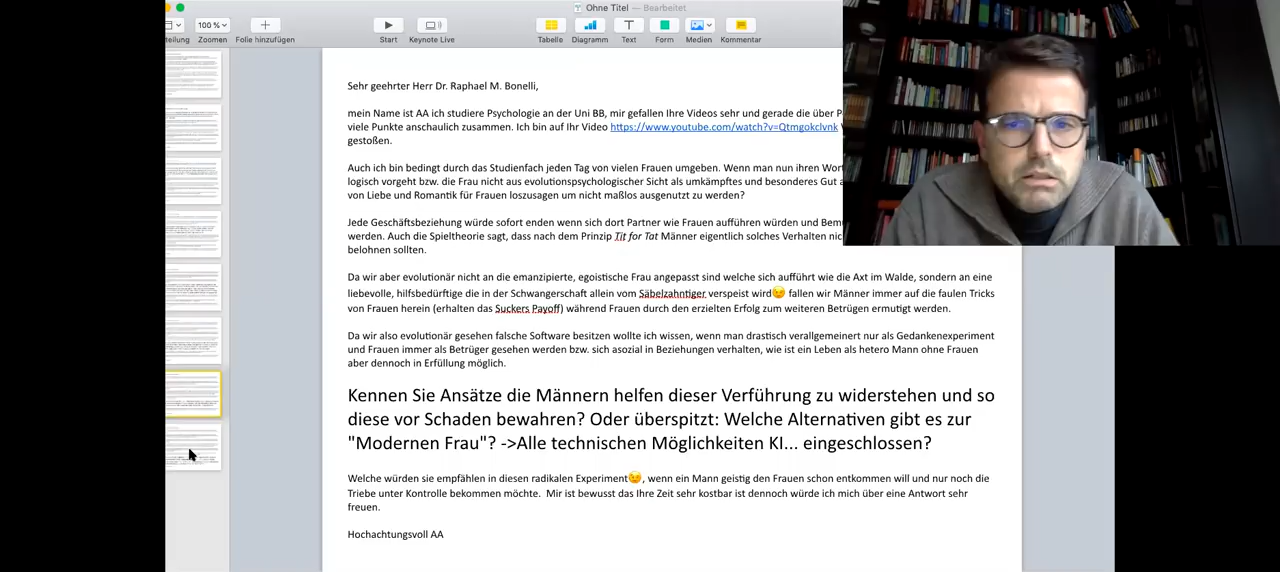 Ohne Titel — Bearbeitet
teilung
100 %
Zoomen
Folie hinzufügen
Start
Keynote Live
Tabelle
Diagramm
Text
Form
Medien
Kommentar
Sehr geehrter Herr Dr. Raphael M. Bonelli,
mein Name ist AA ich studiere Psychologie an der Uni BB, mir gefallen Ihre Videos sehr und gerade die über
viele Punkte anschaulich zusammen. Ich bin auf Ihr Video https://www.youtube.com/watch?v=Qtmgokclvnk
gestoßen.
Auch ich bin bedingt durch das Studienfach jeden Tag von vielen Frauen umgeben. Wenn man nun ihren
logisch vorgeht bzw. die Frau nicht aus evolutionspsychologischer Sicht als umkämpftes und besonderes Gut
von Liebe und Romantik für Frauen loszusagen um nicht maßlos ausgenutzt zu werden?
Jede Geschäftsbeziehung würde sofort enden wenn sich die Partner wie Frauen aufführen würden und
würden. Auch die Spieltheorie sagt, nach dem Prinzip
belohnen sollten.
Da wir aber evolutionär nicht an die emanzipierte, egoistische Frau angepasst sind welche sich aufführt wie die Axt im Walde, sondern an eine
liebevolle, hilfsbedürftige Frau, die in der Schwangerschaft allein vom Säbelzahntiger verspeist wird😉 fallen wir Männer immer auf die faulen Tricks
von Frauen herein (erhalten das Suckers Payoff) während Frauen durch den erzielten Erfolg zum weiteren Betrügen ermutigt werden.
Da wir so evolutionär gesehen falsche Software besitzen und nun wissen, wenn man drastisch verallgemeinert nur als Gedankenexperiment
und Frauen immer als Betrüger gesehen werden bzw. sich unfair in Beziehungen verhalten, wie ist ein Leben als hetero Mann ohne Frauen
aber dennoch in Erfüllung möglich.
Kennen Sie Ansätze die Männer helfen dieser Verführung zu widerstehen und so
diese vor Schaden bewahren? Oder überspitzt: Welche Alternativen gibt es zur
"Modernen Frau"? ->Alle technischen Möglichkeiten KI... eingeschlossen?
Welche würden sie empfählen in diesen radikalen Experiment😉, wenn ein Mann geistig den Frauen schon entkommen will und nur noch die
Triebe unter Kontrolle bekommen möchte. Mir ist bewusst das Ihre Zeit sehr kostbar ist dennoch würde ich mich über eine Antwort sehr
freuen.
Hochachtungsvoll AA